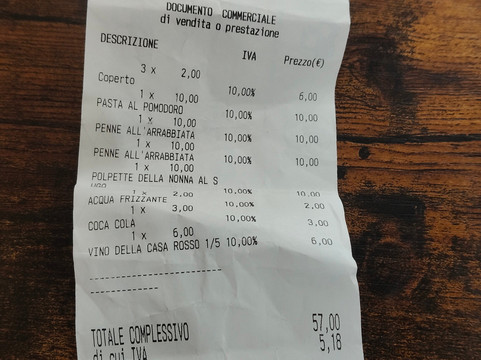 DOCUMENTO COMMERCIALE
di vendita o prestazione
DESCRIZIONE IVA Prezzo(€)
3 x 2,00
Coperto 10,00% 6,00
1 x 10,00
PASTA AL POMODORO 10,00% 10,00
1 x 10,00
PENNE ALL'ARRABBIATA 10,00% 10,00
1 x 10,00
PENNE ALL'ARRABBIATA 10,00% 10,00
1 x 10,00
POLPETTE DELLA NONNA AL S
UGO 10,00% 10,00
1 x 2,00
ACQUA FRIZZANTE 10,00% 2,00
1 x 3,00
COCA COLA 10,00% 3,00
1 x 6,00
VINO DELLA CASA ROSSO 1/5 10,00% 6,00
TOTALE COMPLESSIVO 57,00
di cui IVA 5,18